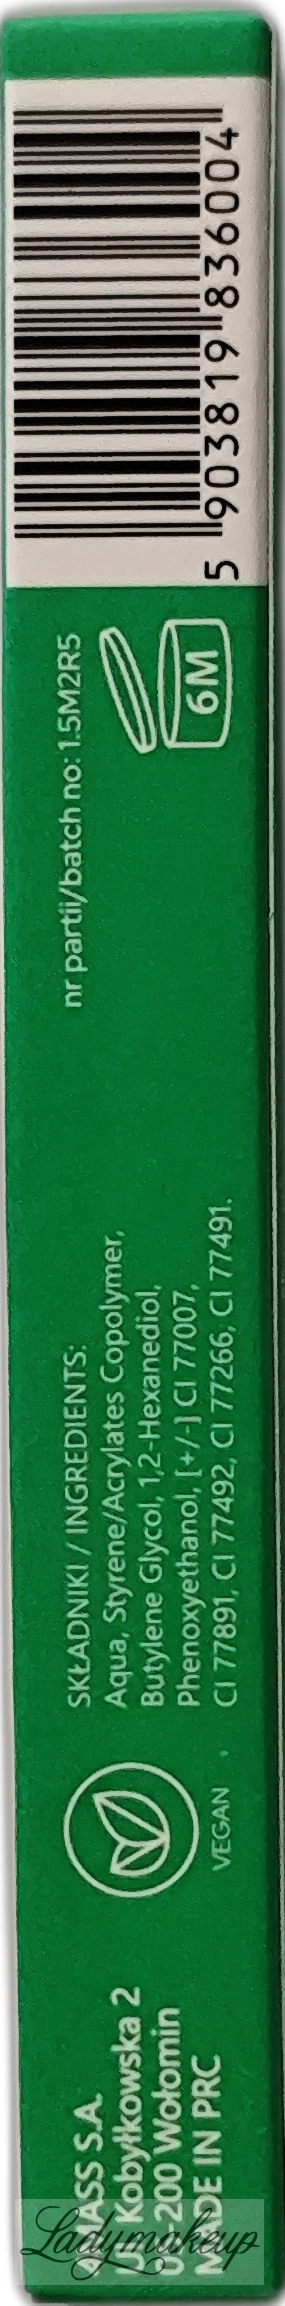 5 903819 836004
6M
nr partii/batch no: 1.5M2R5
SKŁADNIKI / INGREDIENTS:
Aqua, Styrene/Acrylates Copolymer,
Butylene Glycol, 1,2-Hexanediol,
Phenoxyethanol, [+/-] CI 77007,
CI 77891, CI 77492, CI 77266, CI 77491.
VEGAN
S.A.
Kobyłkowska 2
200 Wołomin
MADE IN PRC
Ladymakeup